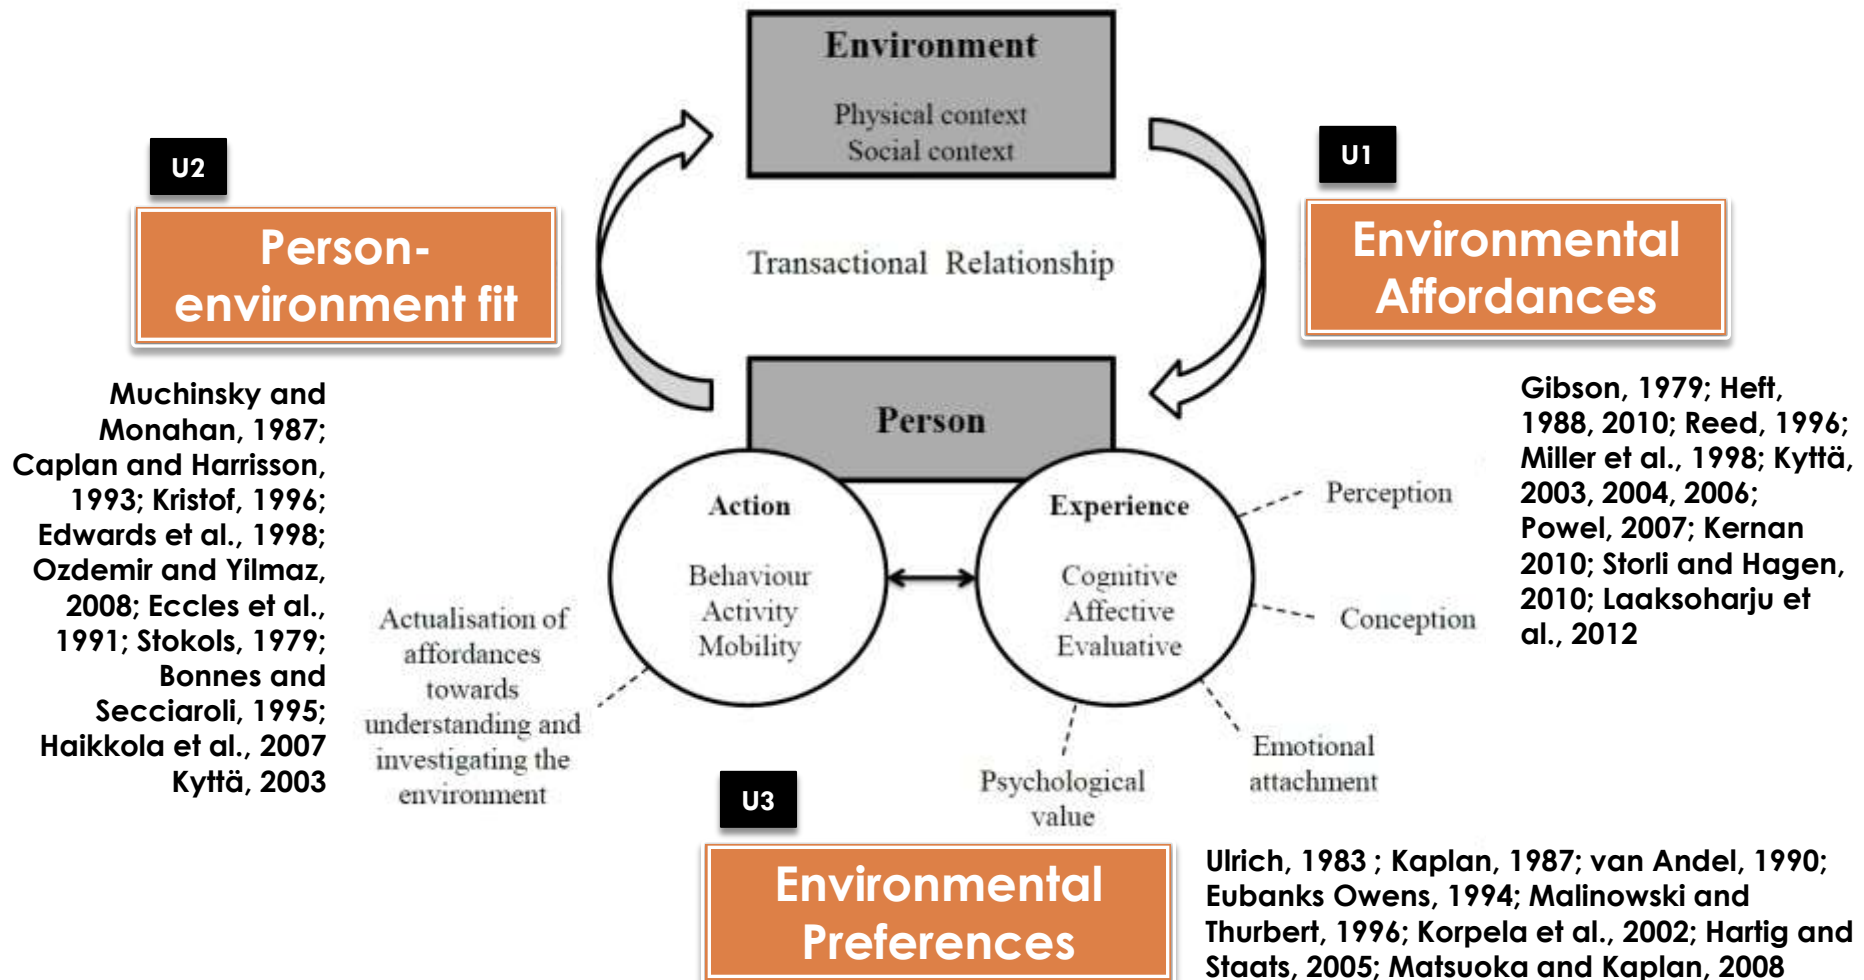 Environment
Physical context
Social context
U2
Person-
environment fit
U1
Environmental
Affordances
Transactional Relationship
Muchinsky and
Monahan, 1987;
Caplan and Harrisson,
1993; Kristof, 1996;
Edwards et al., 1998;
Ozdemir and Yilmaz,
2008; Eccles et al.,
1991; Stokols, 1979;
Bonnes and
Secciaroli, 1995;
Haikkola et al., 2007
Kyttä, 2003
Gibson, 1979; Heft,
1988, 2010; Reed, 1996;
Miller et al., 1998; Kyttä,
2003, 2004, 2006;
Powel, 2007; Kernan
2010; Storli and Hagen,
2010; Laaksoharju et
al., 2012
Person
Action
Behaviour
Activity
Mobility
Experience
Cognitive
Affective
Evaluative
Perception
Conception
Emotional
attachment
Psychological
value
Actualisation of
affordances
towards
understanding and
investigating the
environment
U3
Environmental
Preferences
Ulrich, 1983 ; Kaplan, 1987; van Andel, 1990;
Eubanks Owens, 1994; Malinowski and
Thurbert, 1996; Korpela et al., 2002; Hartig and
Staats, 2005; Matsuoka and Kaplan, 2008